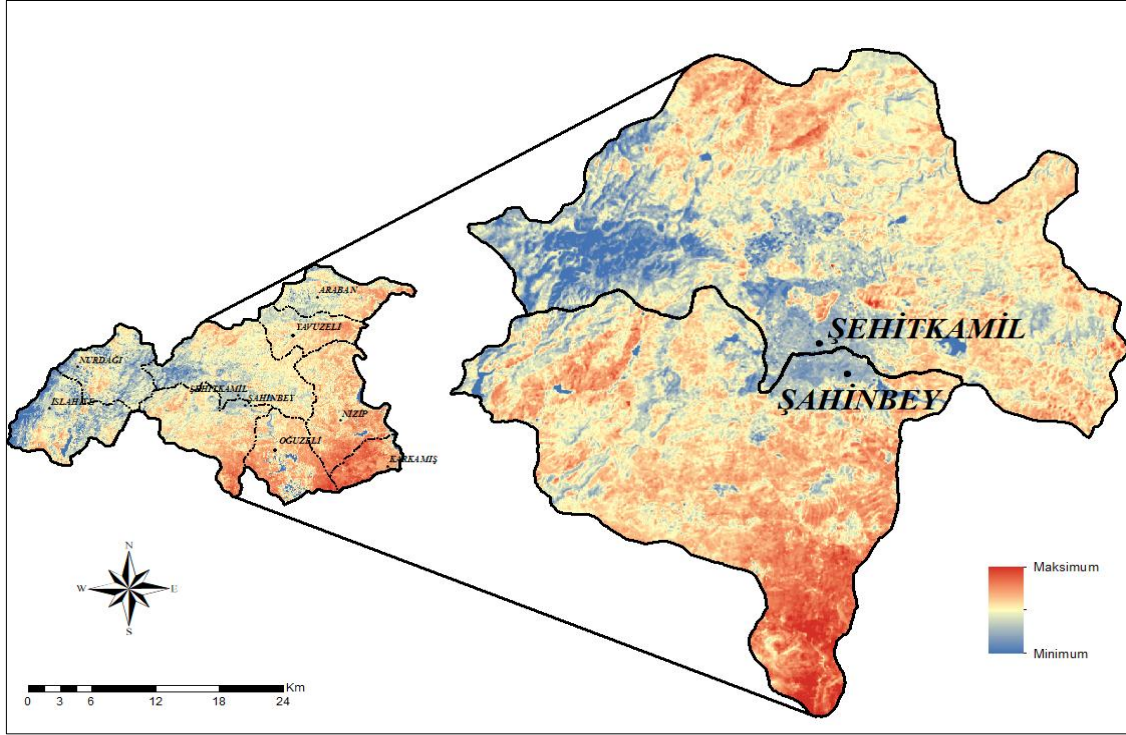 ARABAN
YAVUZELİ
NURDAĞI
ŞEHİTKAMİL
İSLAHİYE
ŞAHİNBEY
NİZİP
OĞUZELİ
KARKAMIŞ
ŞEHİTKAMİL
ŞAHİNBEY
N
W E
S
Maksimum
Minimum
Km
0 3 6 12 18 24